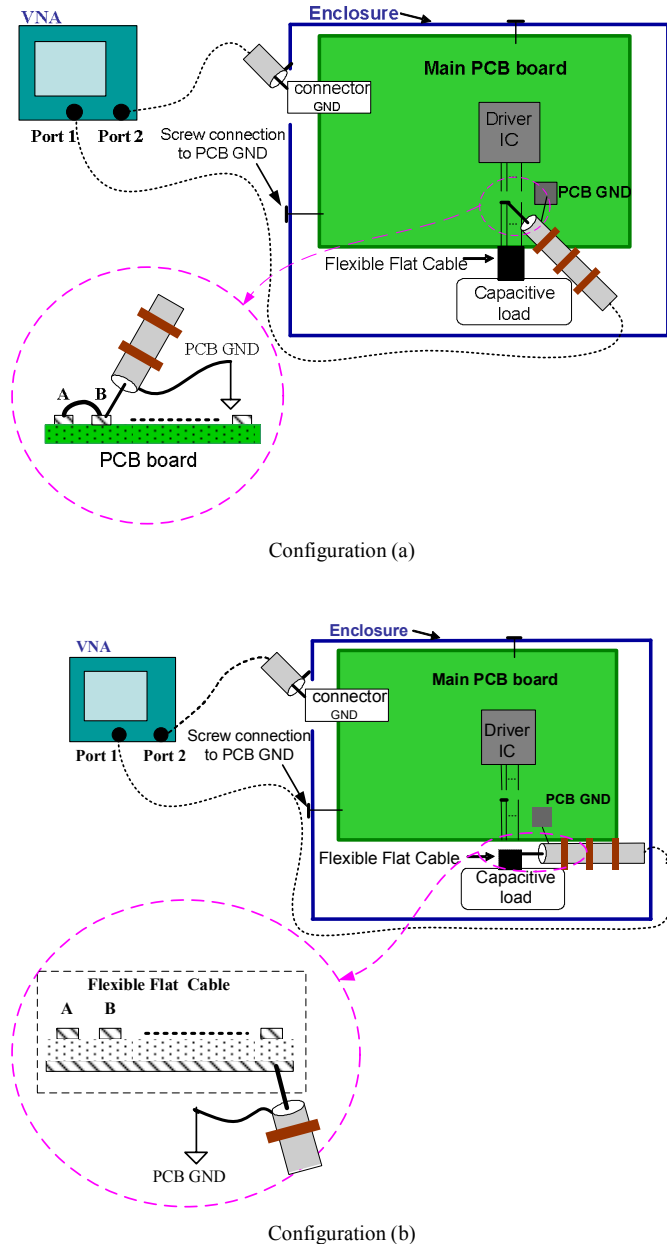 VNA
Enclosure
Main PCB board
connector
GND
Port 1 Port 2
Driver
IC
Screw connection
to PCB GND
PCB GND
...
...
Flexible Flat Cable
Capacitive
load
PCB GND
A B
PCB board
Configuration (a)
Enclosure
VNA
Main PCB board
connector
GND
Port 1 Port 2
Screw connection
to PCB GND
Driver
IC
...
PCB GND
...
Flexible Flat Cable
Capacitive
load
Flexible Flat Cable
A B
PCB GND
Configuration (b)